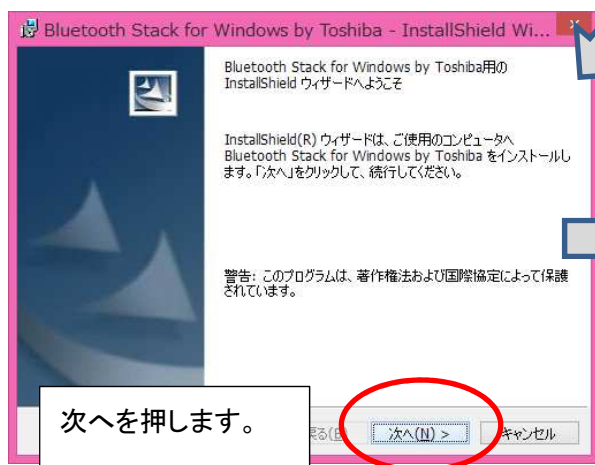 Bluetooth Stack for Windows by Toshiba - InstallShield Wi...
Bluetooth Stack for Windows by Toshiba用の
InstallShield ウィザードへようこそ
InstallShield(R) ウィザードは、ご使用のコンピュータへ
Bluetooth Stack for Windows by Toshiba をインストールし
ます。「次へ」をクリックして、続行してください。
警告: このプログラムは、著作権法および国際協定によって保護
されています。
次へを押します。
戻る(B) 次へ(N) > キャンセル